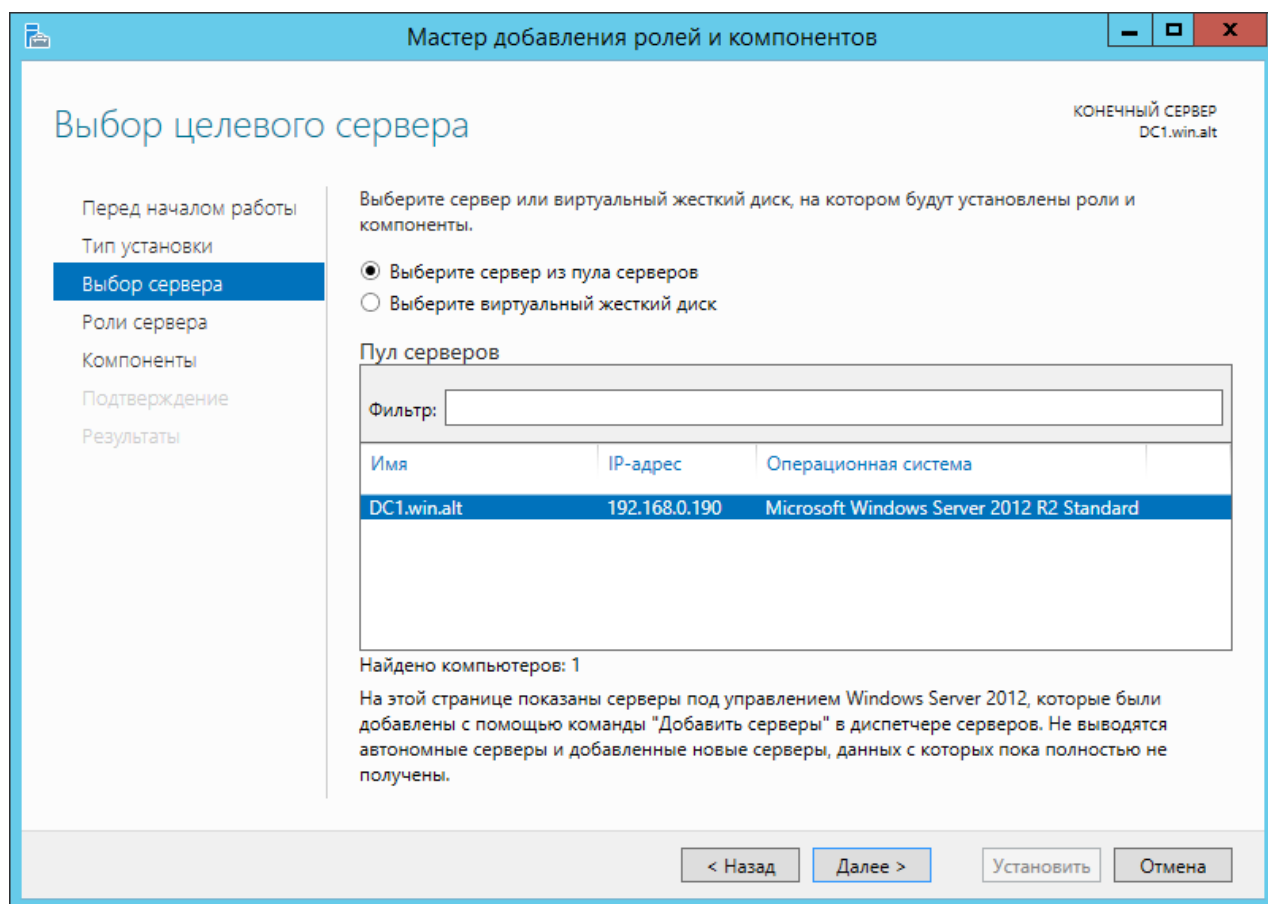 Мастер добавления ролей и компонентов
Выбор целевого сервера
КОНЕЧНЫЙ СЕРВЕР
DC1.win.alt
Перед началом работы
Тип установки
Выбор сервера
Роли сервера
Компоненты
Подтверждение
Результаты
Выберите сервер или виртуальный жесткий диск, на котором будут установлены роли и
компоненты.
Выберите сервер из пула серверов
Выберите виртуальный жесткий диск
Пул серверов
Фильтр:
Имя IP-адрес Операционная система
DC1.win.alt 192.168.0.190 Microsoft Windows Server 2012 R2 Standard
Найдено компьютеров: 1
На этой странице показаны серверы под управлением Windows Server 2012, которые были
добавлены с помощью команды "Добавить серверы" в диспетчере серверов. Не выводятся
автономные серверы и добавленные новые серверы, данных с которых пока полностью не
получены.
< Назад Далее > Установить Отмена